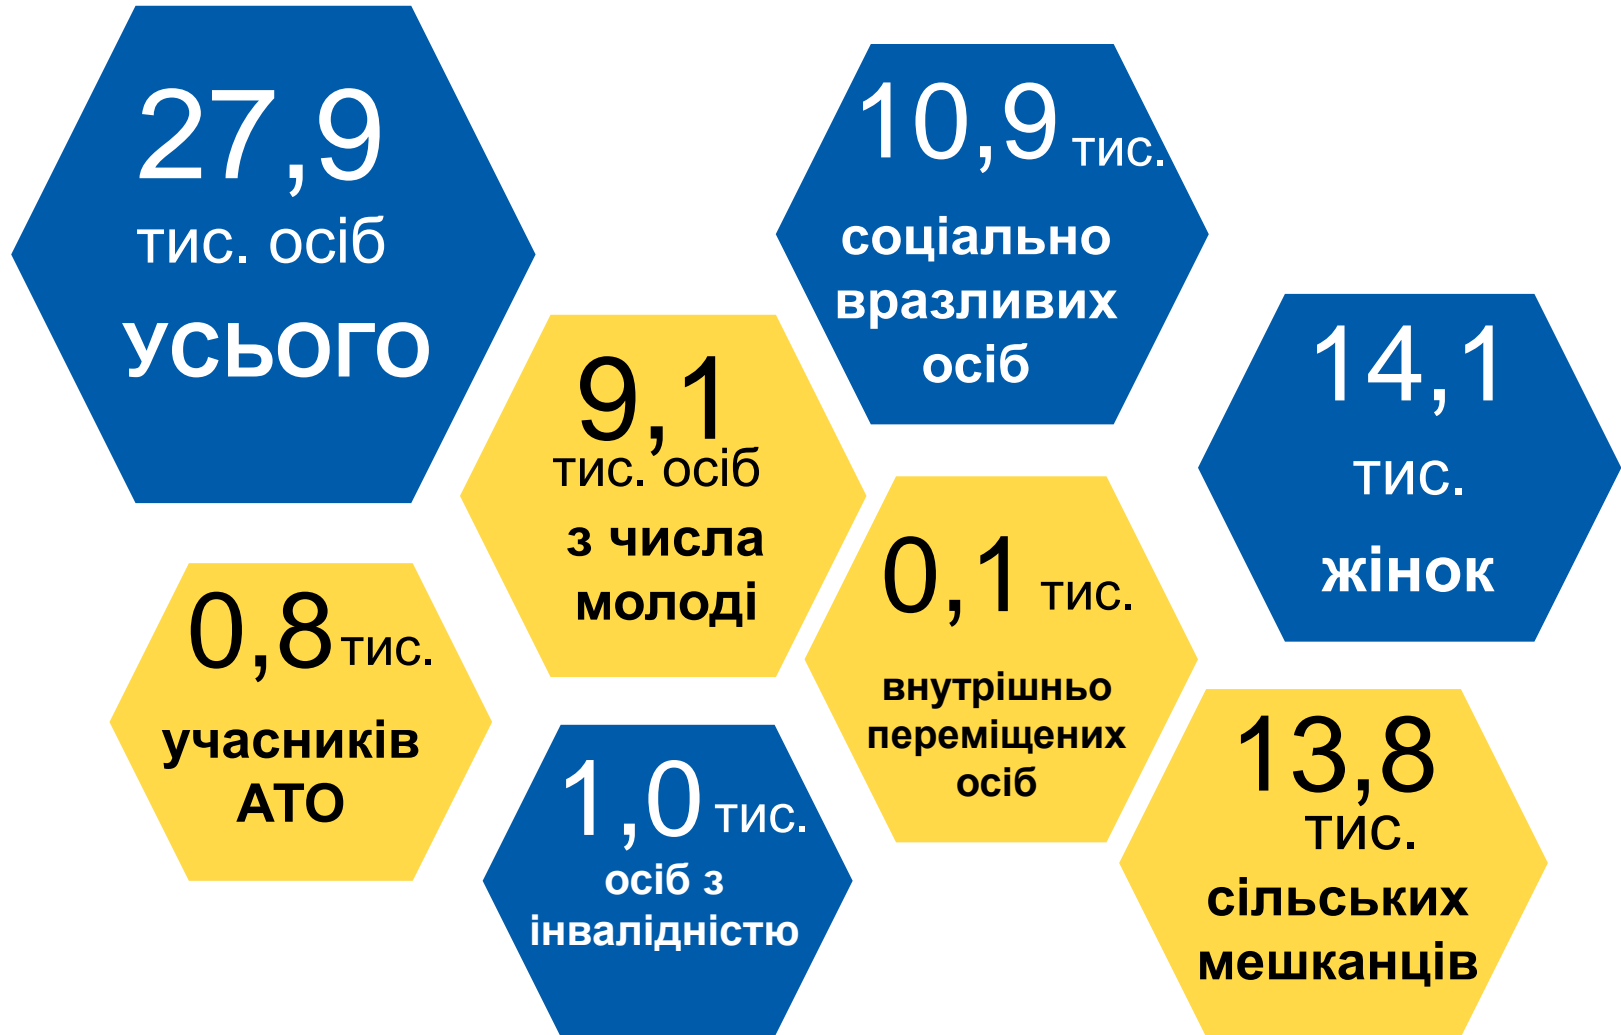 27,9
тис. осіб
УСЬОГО
10,9 тис.
соціально
вразливих
осіб
9,1
тис. осіб
з числа
молоді
14,1
тис.
жінок
0,8 тис.
учасників
АТО
0,1 тис.
внутрішньо
переміщених
осіб
1,0 тис.
осіб з
інвалідністю
13,8
тис.
сільських
мешканців